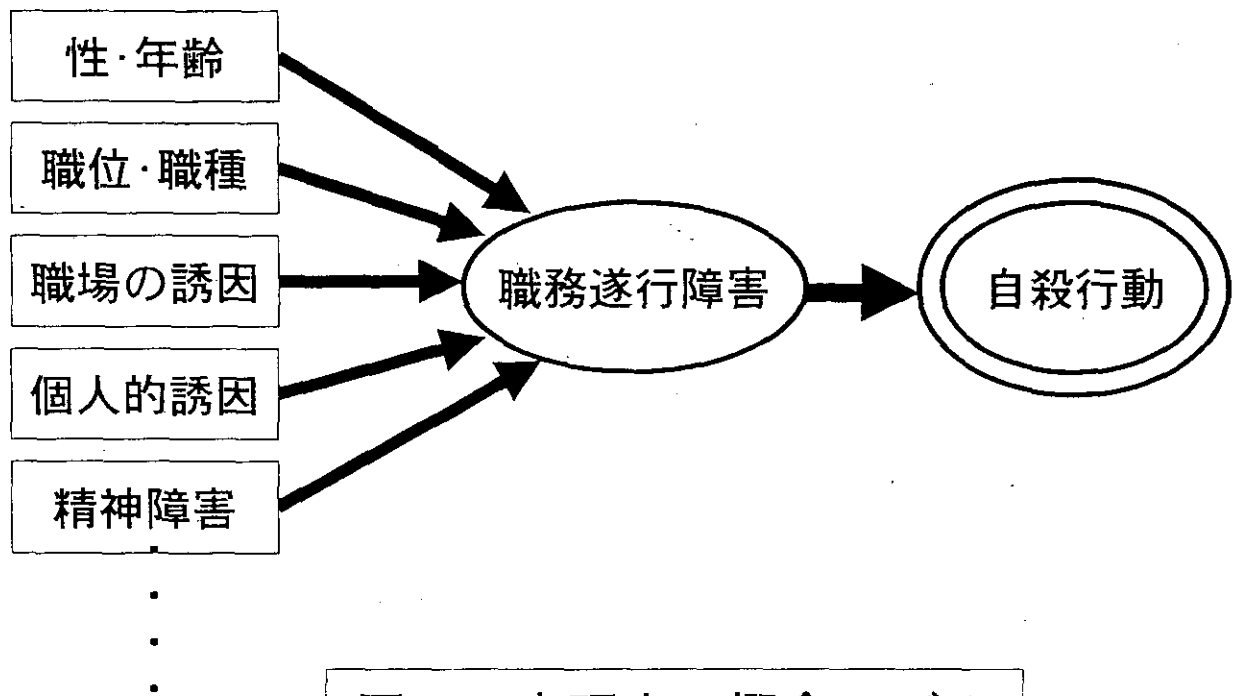 性・年齢
職位・職種
職場の誘因
個人的誘因
精神障害
職務遂行障害
自殺行動